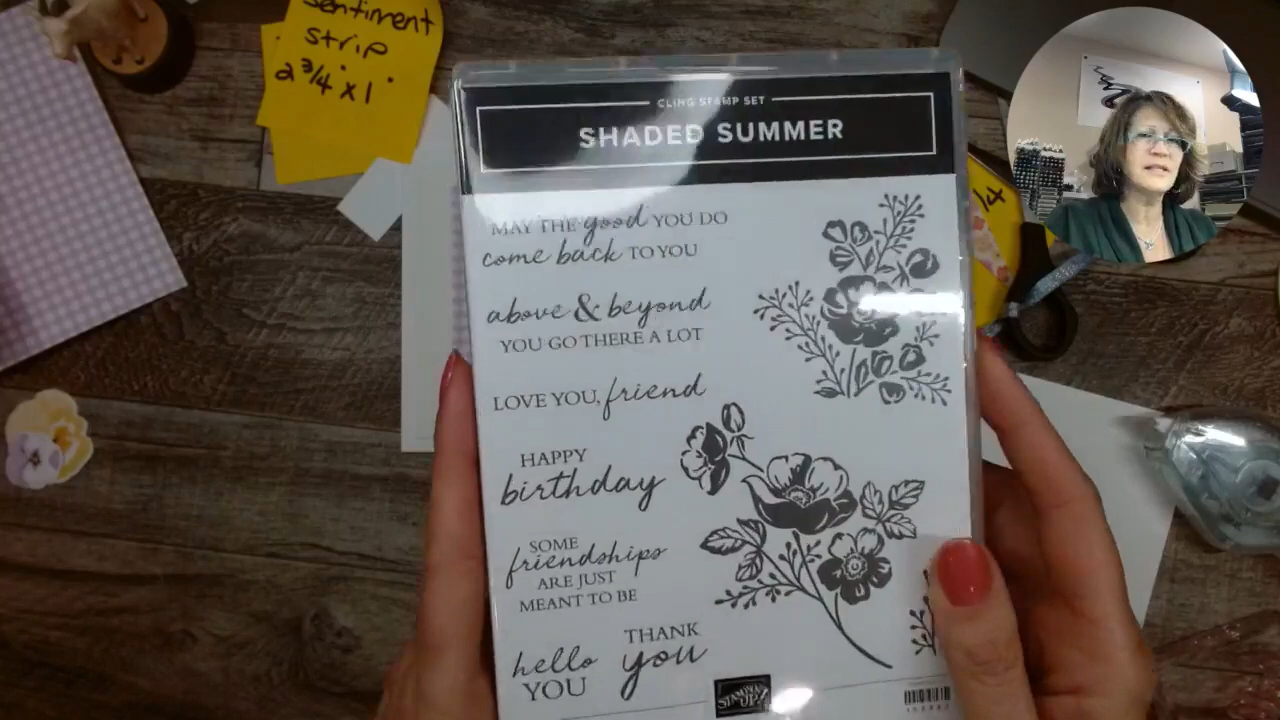 sentiment
strip
2 3/4 x 1
CLING STAMP SET
SHADED SUMMER
MAY THE good YOU DO
come back TO YOU
above & beyond
YOU GO THERE A LOT
LOVE YOU, friend
HAPPY
birthday
SOME
friendships
ARE JUST
MEANT TO BE
hello
YOU
THANK
you
STAMPIN' UP!